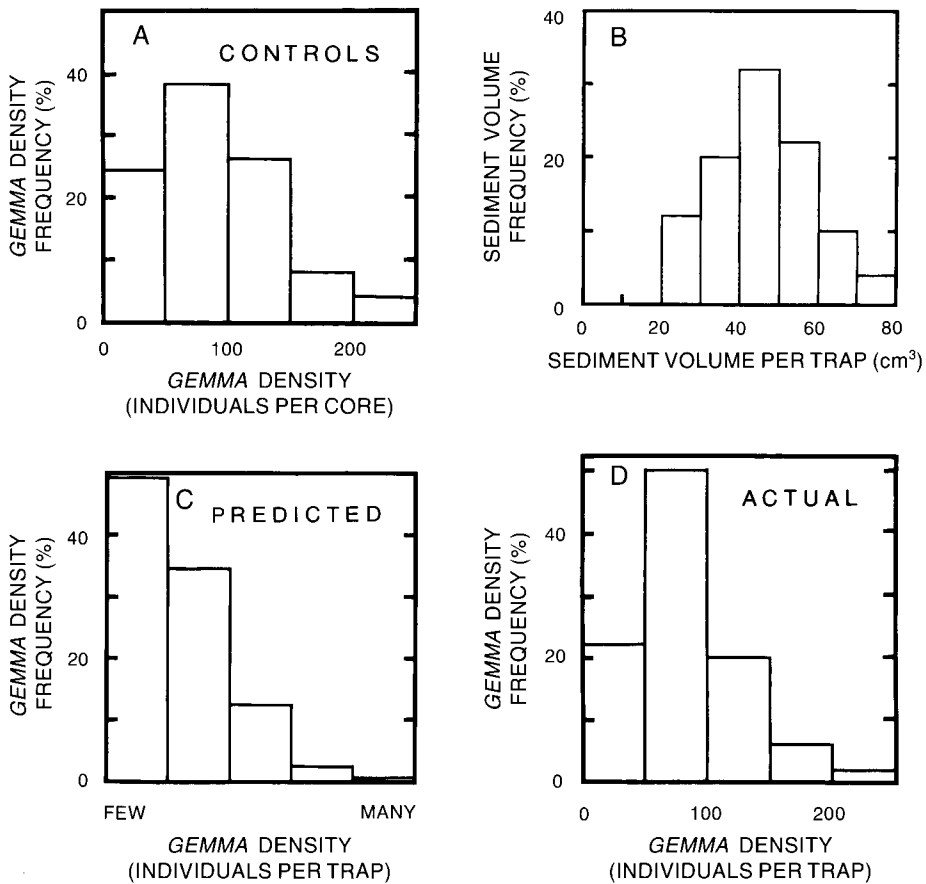 A
CONTROLS
GEMMA DENSITY
FREQUENCY (%)
40
20
0
0 100 200
GEMMA DENSITY
(INDIVIDUALS PER CORE)
B
SEDIMENT VOLUME
FREQUENCY (%)
40
20
0
0 20 40 60 80
SEDIMENT VOLUME PER TRAP (cm³)
C
PREDICTED
GEMMA DENSITY
FREQUENCY (%)
40
20
0
FEW MANY
GEMMA DENSITY
(INDIVIDUALS PER TRAP)
D
ACTUAL
GEMMA DENSITY
FREQUENCY (%)
40
20
0
0 100 200
GEMMA DENSITY
(INDIVIDUALS PER TRAP)